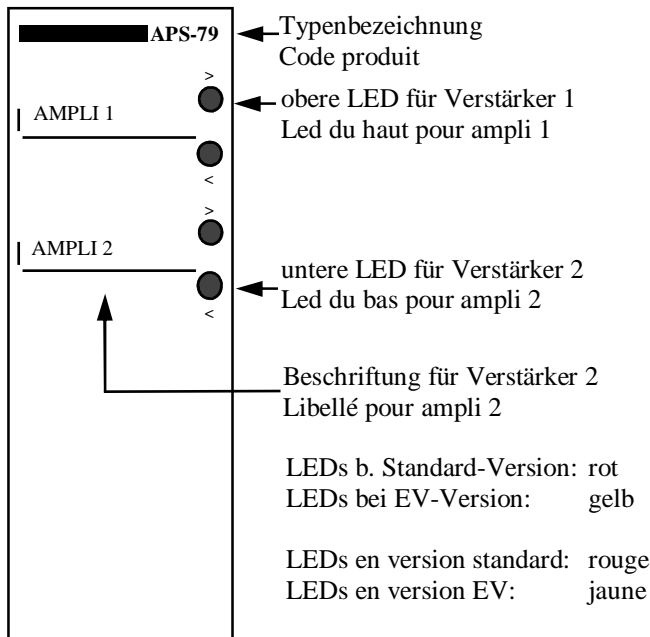 APS-79
Typenbezeichnung
Code produit
>
obere LED für Verstärker 1
Led du haut pour ampli 1
AMPLI 1
<
>
AMPLI 2
untere LED für Verstärker 2
Led du bas pour ampli 2
<
Beschriftung für Verstärker 2
Libellé pour ampli 2
LEDs b. Standard-Version: rot
LEDs bei EV-Version: gelb
LEDs en version standard: rouge
LEDs en version EV: jaune